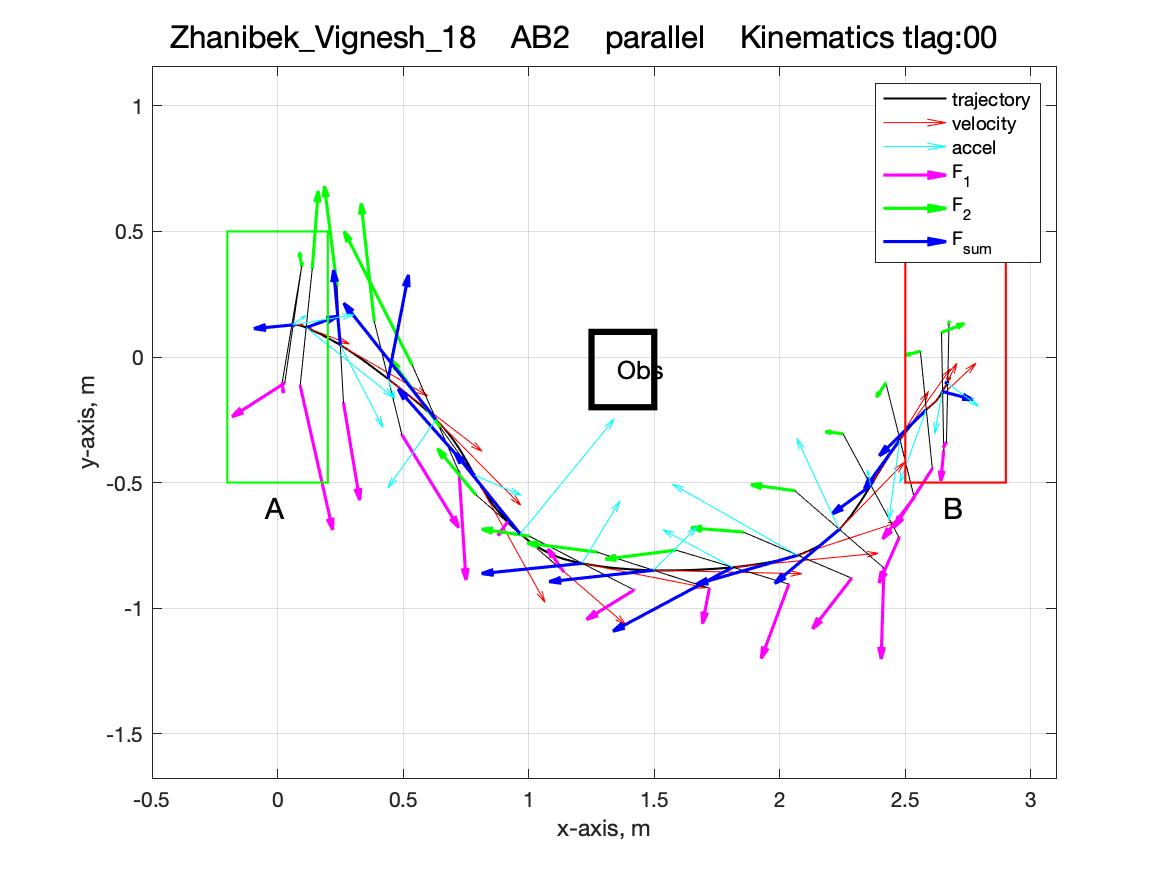 Zhanibek_Vignesh_18 AB2 parallel Kinematics tlag:00
trajectory
velocity
accel
F1
F2
Fsum
1
0.5
0
-0.5
-1
-1.5
y-axis, m
Obs
A
B
-0.5 0 0.5 1 1.5 2 2.5 3
x-axis, m